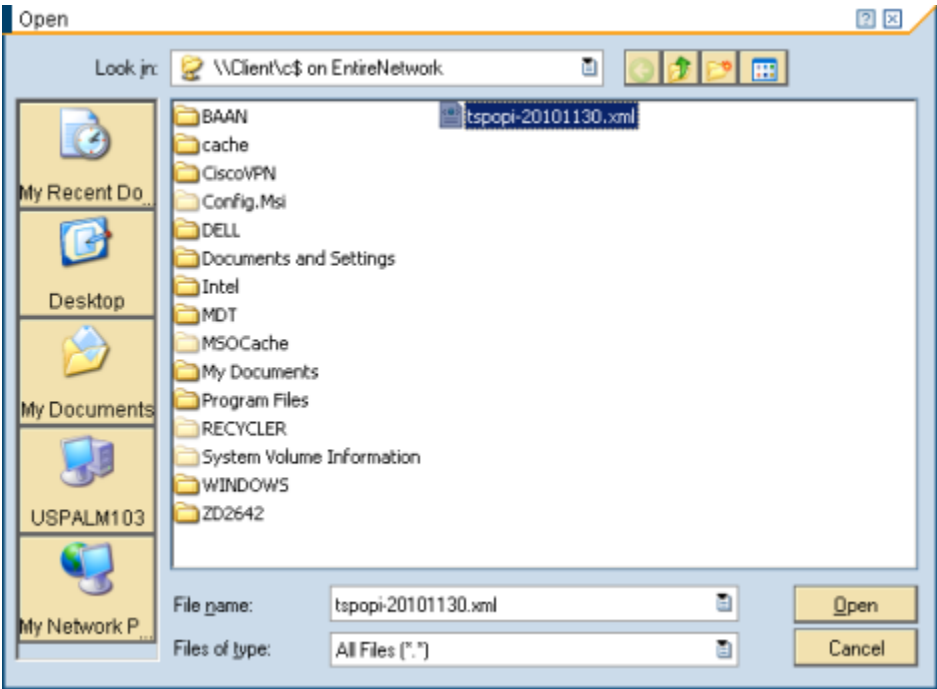 Open
Look in: \\Client\c$ on EntireNetwork
My Recent Do...
Desktop
My Documents
USPALM103
My Network P...
BAAN
cache
CiscoVPN
Config.Msi
DELL
Documents and Settings
Intel
MDT
MSOCache
My Documents
Program Files
RECYCLER
System Volume Information
WINDOWS
ZD2642
tspopi-20101130.xml
File name: tspopi-20101130.xml Open
Files of type: All Files (*.*) Cancel